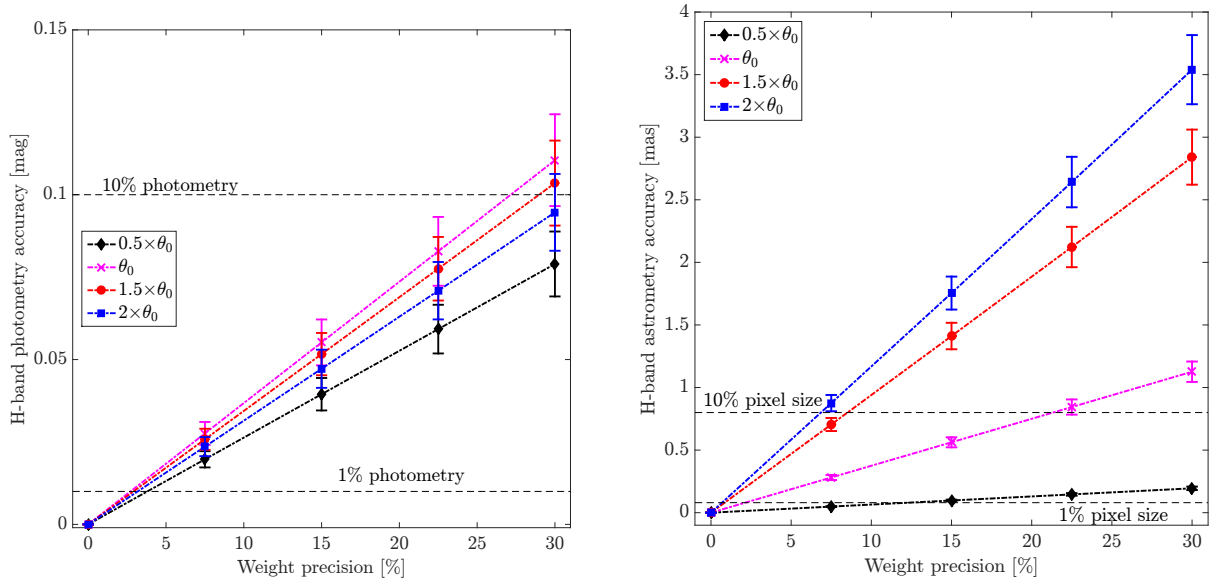 0.15
0.1
0.05
0
H-band photometry accuracy [mag]
10% photometry
0.5×θ₀
θ₀
1.5×θ₀
2×θ₀
1% photometry
0 5 10 15 20 25 30
Weight precision [%]
4
3.5
3
2.5
2
1.5
1
0.5
0
H-band astrometry accuracy [mas]
0.5×θ₀
θ₀
1.5×θ₀
2×θ₀
10% pixel size
1% pixel size
0 5 10 15 20 25 30
Weight precision [%]